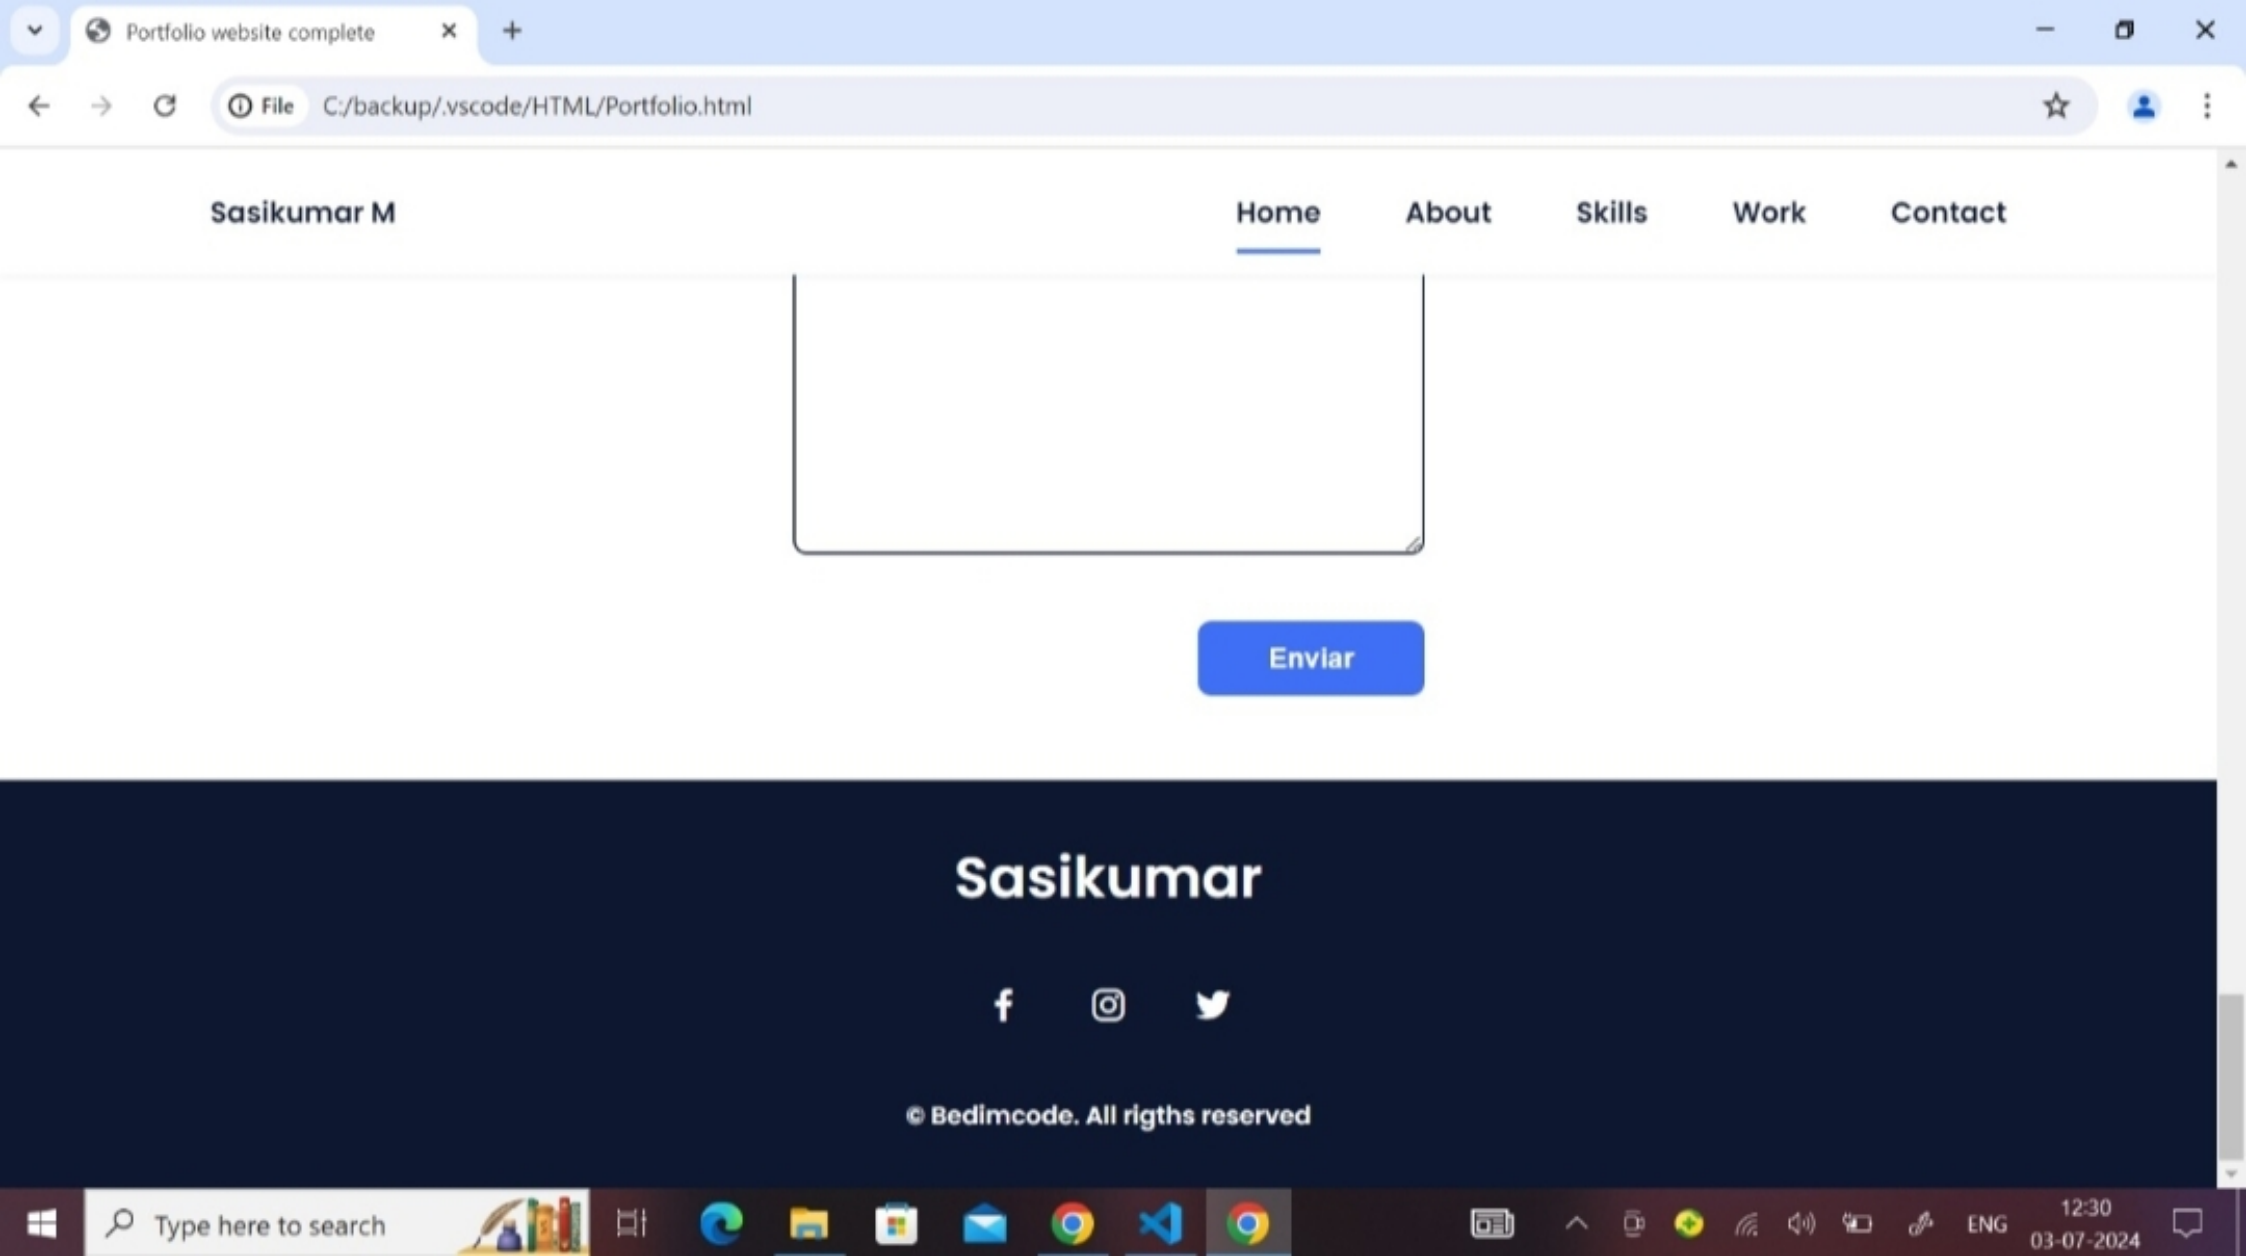 Portfolio website complete
File C:/backup/.vscode/HTML/Portfolio.html
Sasikumar M Home About Skills Work Contact
Enviar
Sasikumar
© Bedimcode. All rigths reserved
Type here to search ENG 12:30
03-07-2024